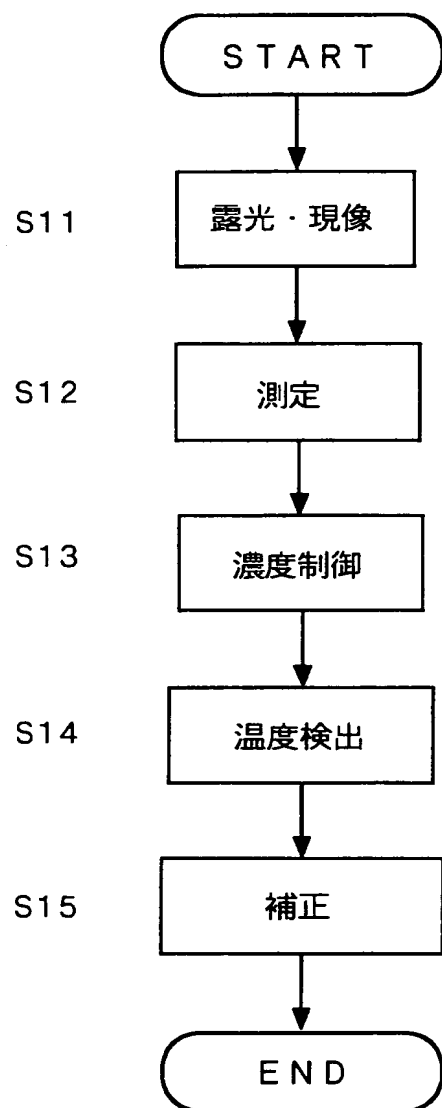 START
S11 露光・現像
S12 測定
S13 濃度制御
S14 温度検出
S15 補正
END